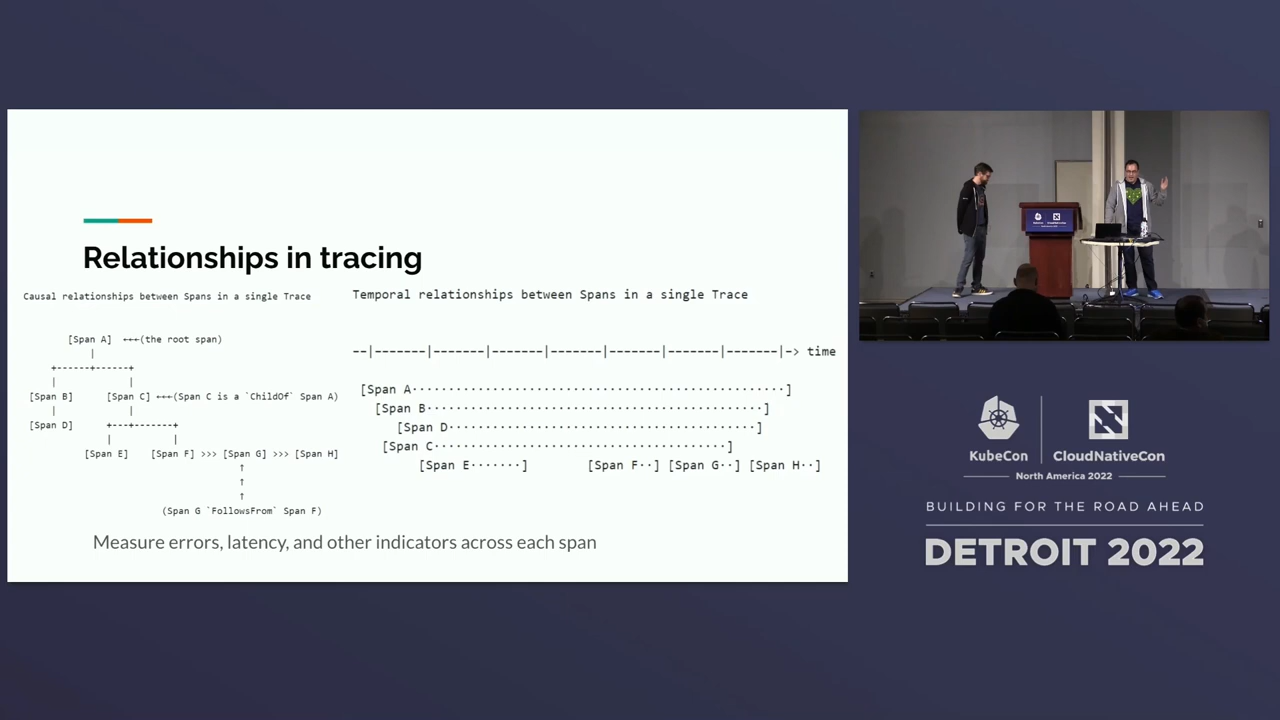 Relationships in tracing
Causal relationships between Spans in a single Trace
[Span A] ←←←(the root span)
|
+------+------+
| |
[Span B] [Span C] ←←←(Span C is a `ChildOf` Span A)
| |
[Span D] +---+-------+
| |
[Span E] [Span F] >>> [Span G] >>> [Span H]
↑
↑
↑
(Span G `FollowsFrom` Span F)
Temporal relationships between Spans in a single Trace
––|–––––––|–––––––|–––––––|–––––––|–––––––|–––––––|–––––––|–> time
[Span A···················································]
[Span B··············································]
[Span D············································]
[Span C········································]
[Span E·······] [Span F··] [Span G··] [Span H··]
Measure errors, latency, and other indicators across each span
KubeCon
CloudNativeCon
North America 2022
BUILDING FOR THE ROAD AHEAD
DETROIT 2022